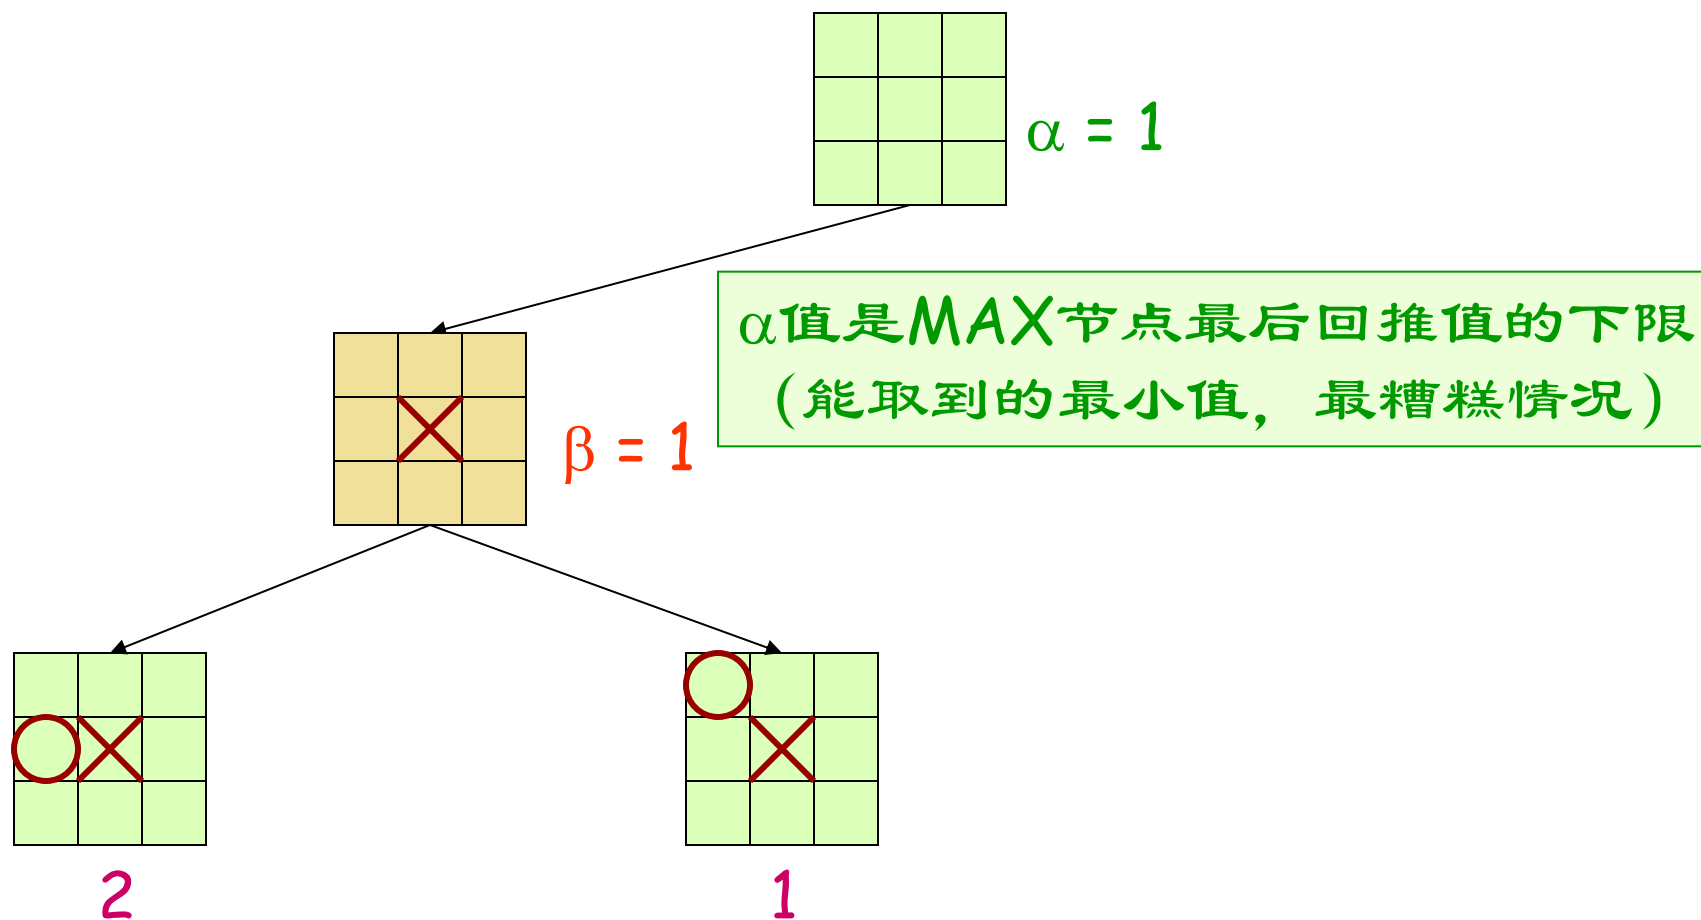 α = 1
α值是MAX节点最后回推值的下限
(能取到的最小值，最糟糕情况)
β = 1
2
1